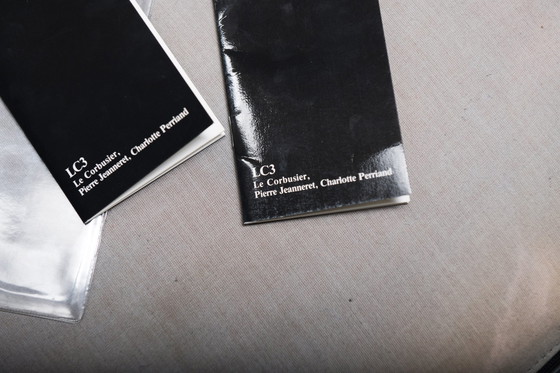 LC3
Le Corbusier,
Pierre Jeanneret, Charlotte Perriand
LC3
Le Corbusier,
Pierre Jeanneret, Charlotte Perriand